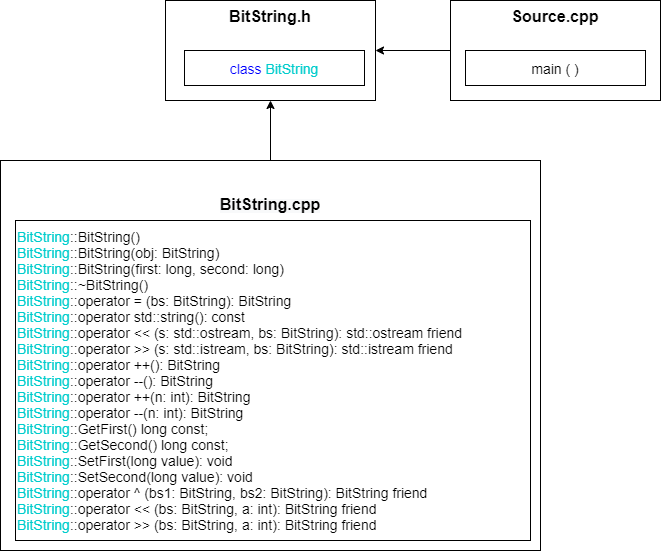 BitString.h
class BitString
Source.cpp
main ( )
BitString.cpp
BitString::BitString()
BitString::BitString(obj: BitString)
BitString::BitString(first: long, second: long)
BitString::~BitString()
BitString::operator = (bs: BitString): BitString
BitString::operator std::string(): const
BitString::operator << (s: std::ostream, bs: BitString): std::ostream friend
BitString::operator >> (s: std::istream, bs: BitString): std::istream friend
BitString::operator ++(): BitString
BitString::operator --(): BitString
BitString::operator ++(n: int): BitString
BitString::operator --(n: int): BitString
BitString::GetFirst() long const;
BitString::GetSecond() long const;
BitString::SetFirst(long value): void
BitString::SetSecond(long value): void
BitString::operator ^ (bs1: BitString, bs2: BitString): BitString friend
BitString::operator << (bs: BitString, a: int): BitString friend
BitString::operator >> (bs: BitString, a: int): BitString friend